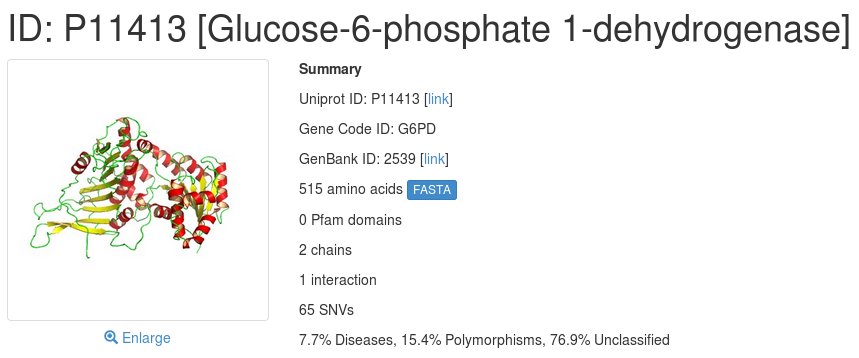 ID: P11413 [Glucose-6-phosphate 1-dehydrogenase]
Summary
Uniprot ID: P11413 [link]
Gene Code ID: G6PD
GenBank ID: 2539 [link]
515 amino acids FASTA
0 Pfam domains
2 chains
1 interaction
65 SNVs
7.7% Diseases, 15.4% Polymorphisms, 76.9% Unclassified
Enlarge